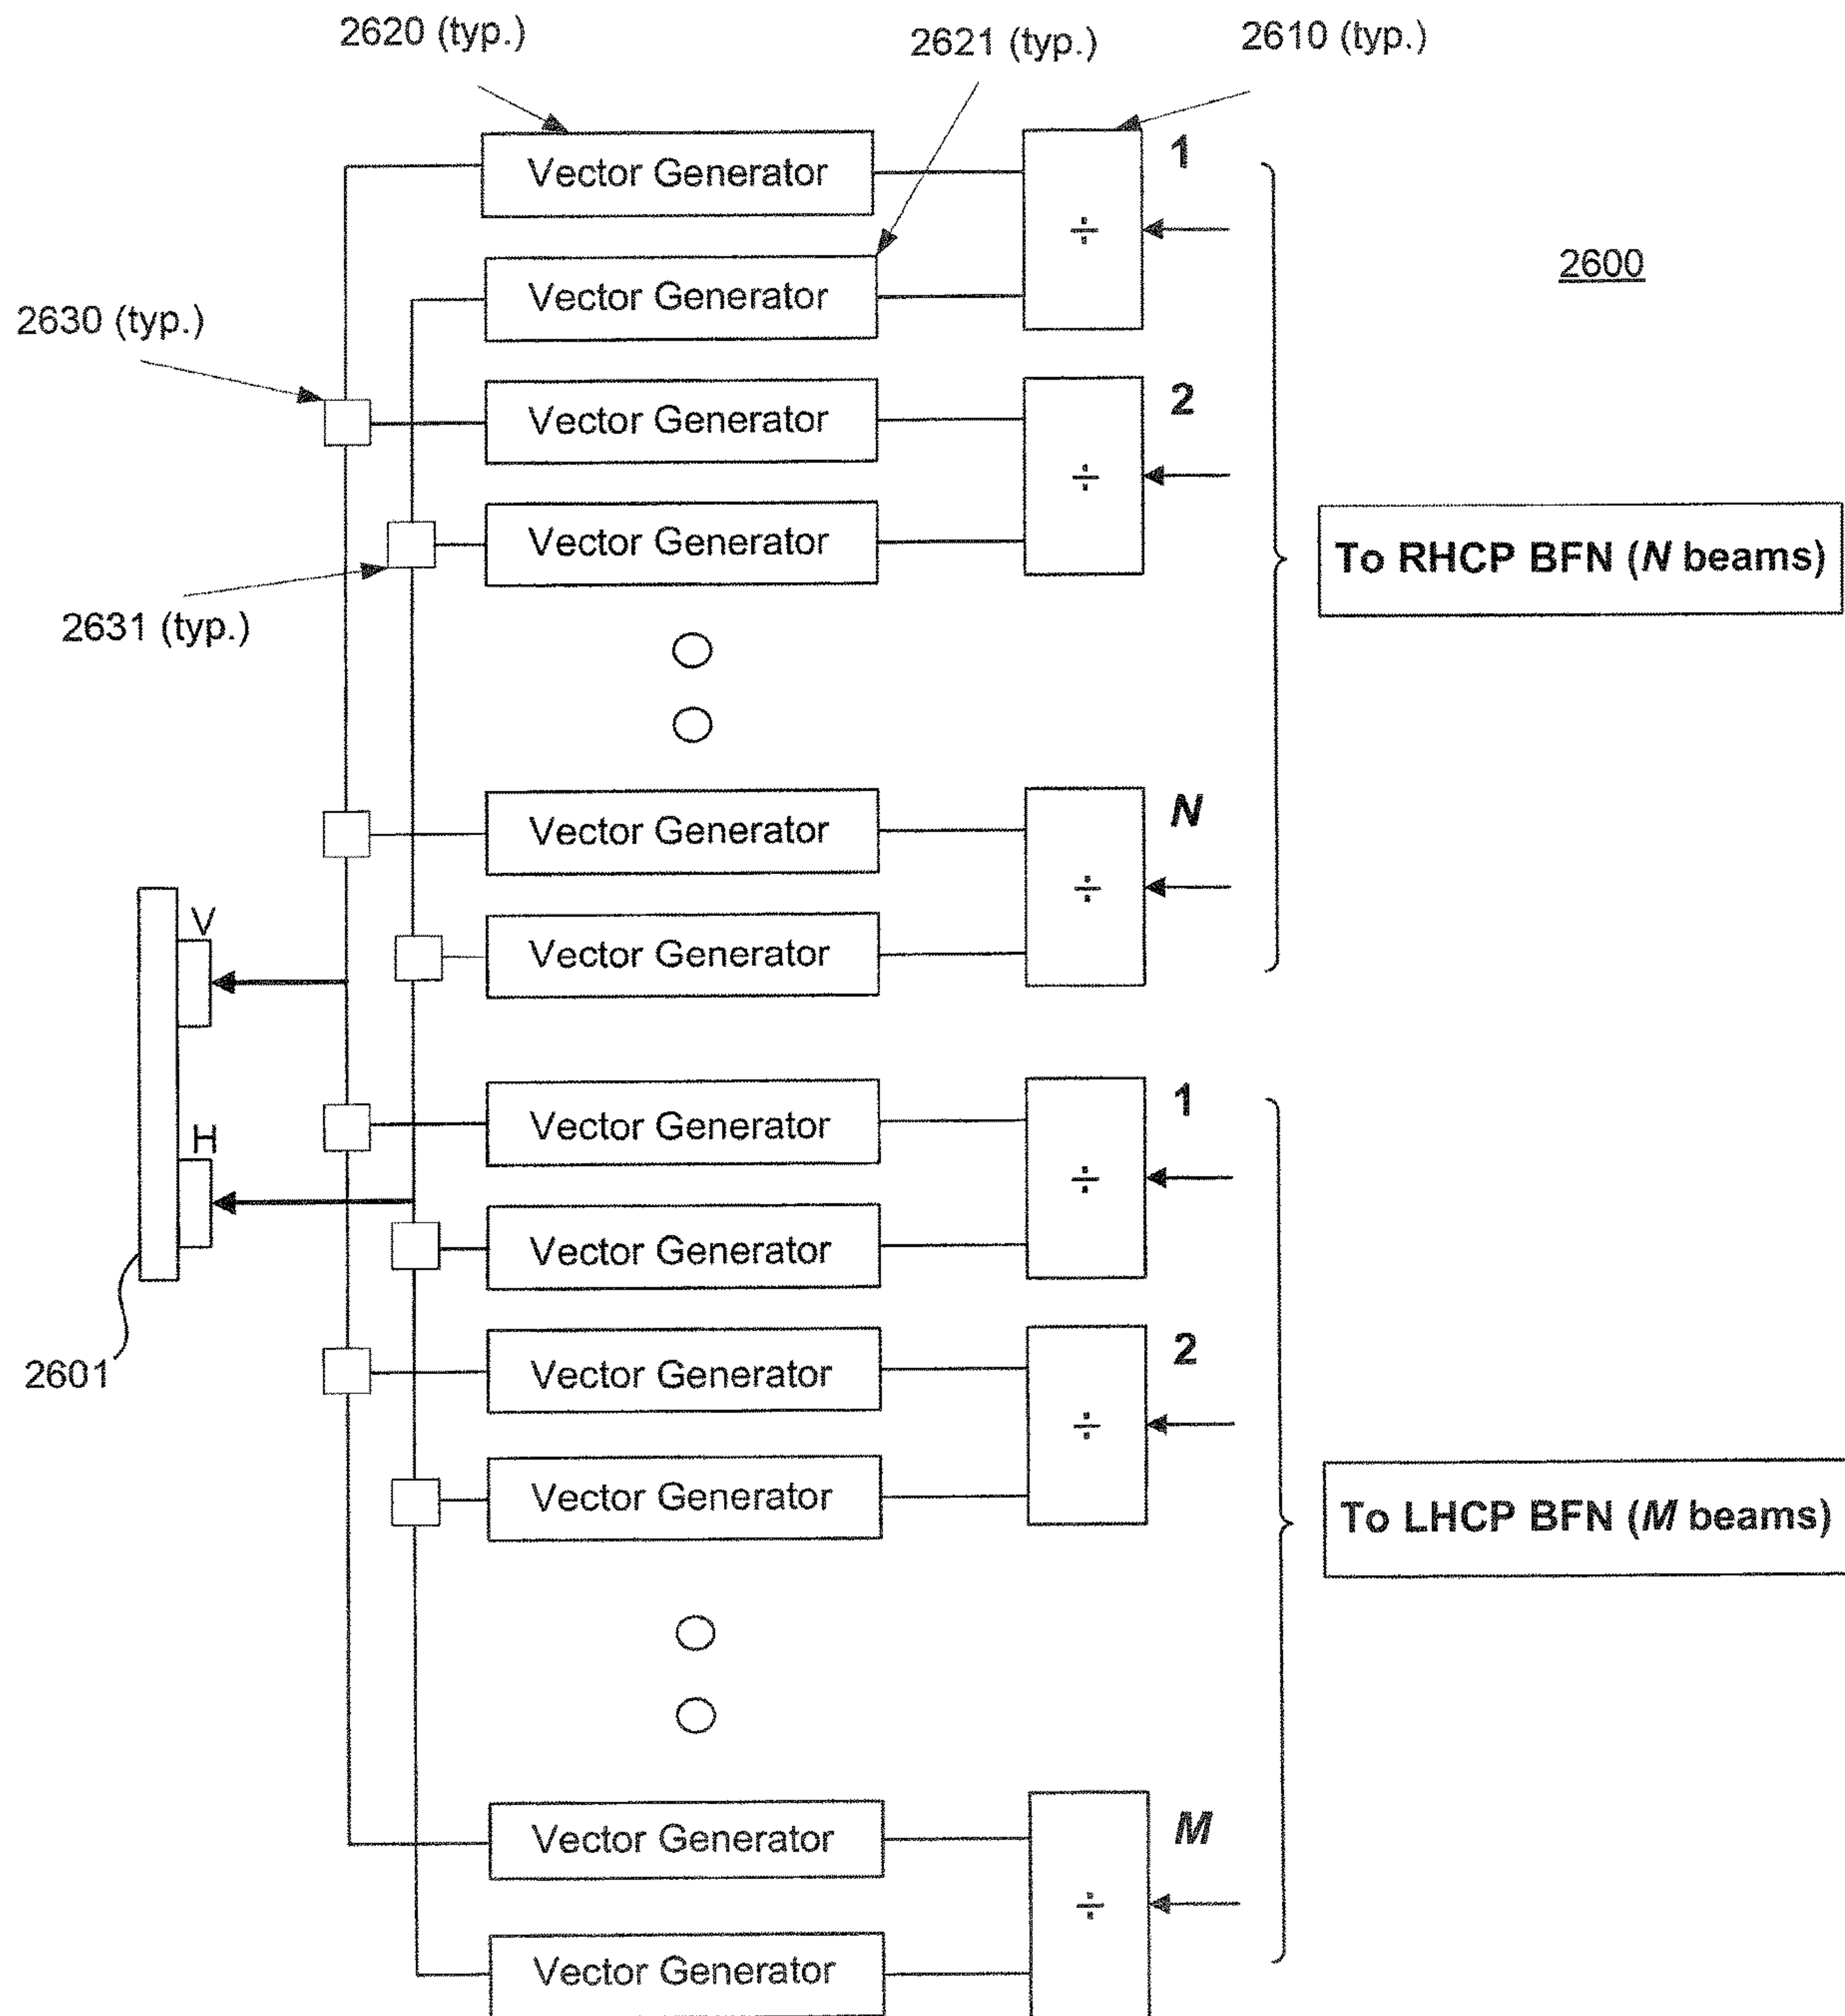 2620 (typ.)
2621 (typ.)
2610 (typ.)
Vector Generator
1
÷
2600
Vector Generator
2630 (typ.)
Vector Generator
2
÷
To RHCP BFN (N beams)
Vector Generator
2631 (typ.)
Vector Generator
N
÷
V
Vector Generator
Vector Generator
1
÷
H
Vector Generator
2601
Vector Generator
2
÷
Vector Generator
To LHCP BFN (M beams)
Vector Generator
M
÷
Vector Generator